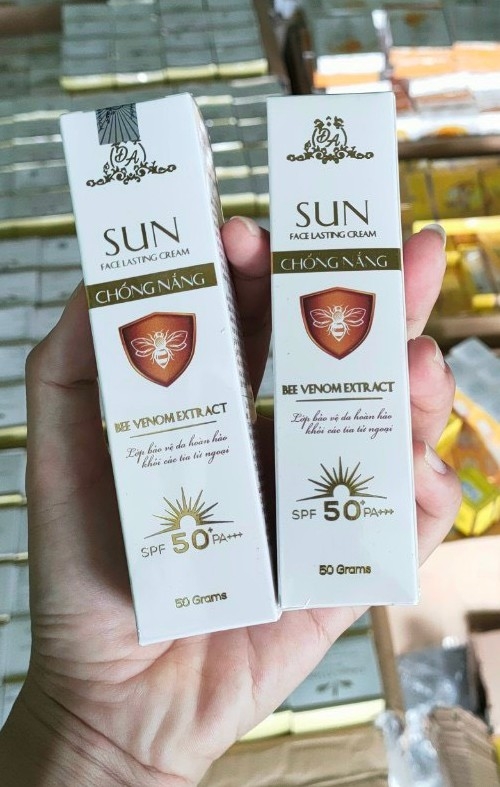 ĐA
SUN
FACE LASTING CREAM
CHỐNG NẮNG
BEE VENOM EXTRACT
Lớp bảo vệ da hoàn hảo
khỏi các tia tử ngoại
SPF 50+ PA+++
50 Grams
ĐA
SUN
FACE LASTING CREAM
CHỐNG NẮNG
BEE VENOM EXTRACT
Lớp bảo vệ da hoàn hảo
khỏi các tia tử ngoại
SPF 50+ PA+++
50 Grams